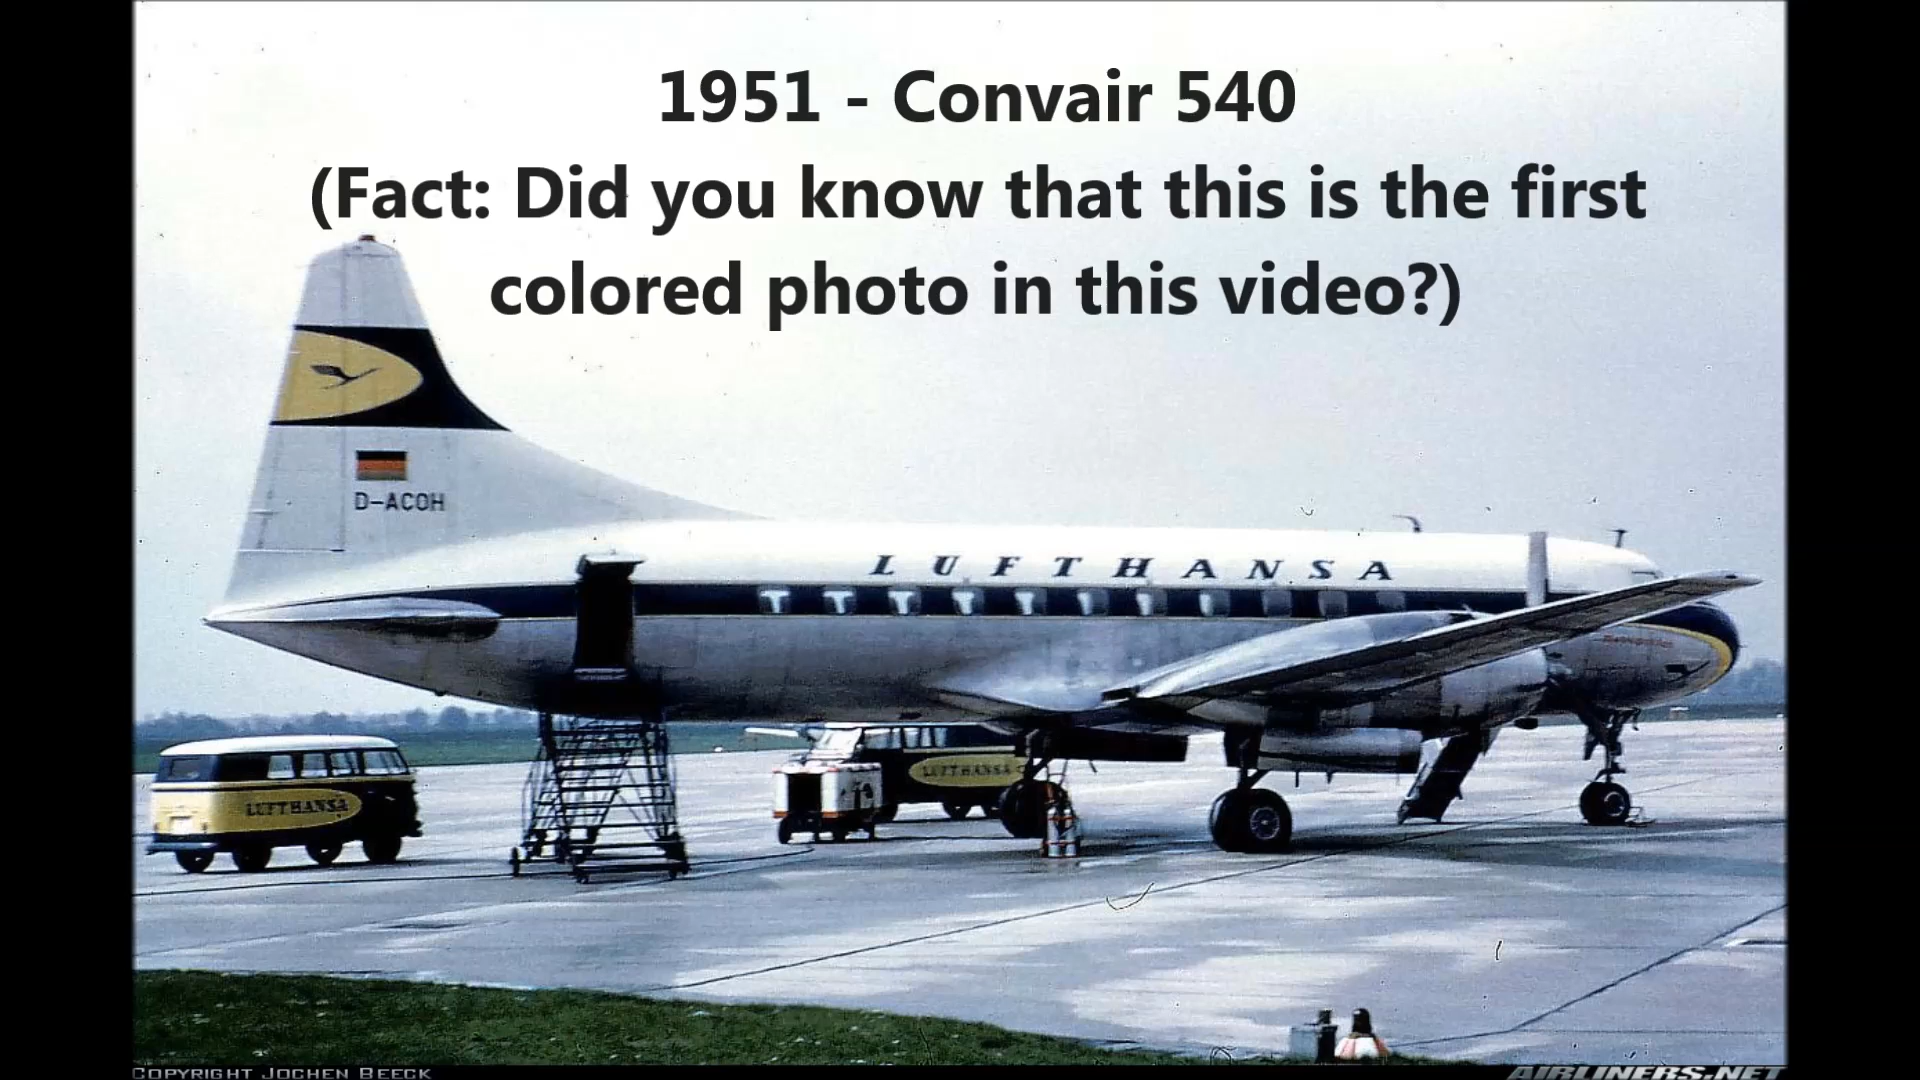 1951 - Convair 540
(Fact: Did you know that this is the first
colored photo in this video?)
D-ACOH
LUFTHANSA
LUFTHANSA
LUFTHANSA
COPYRIGHT JOCHEN BEECK
AIRLINERS.NET